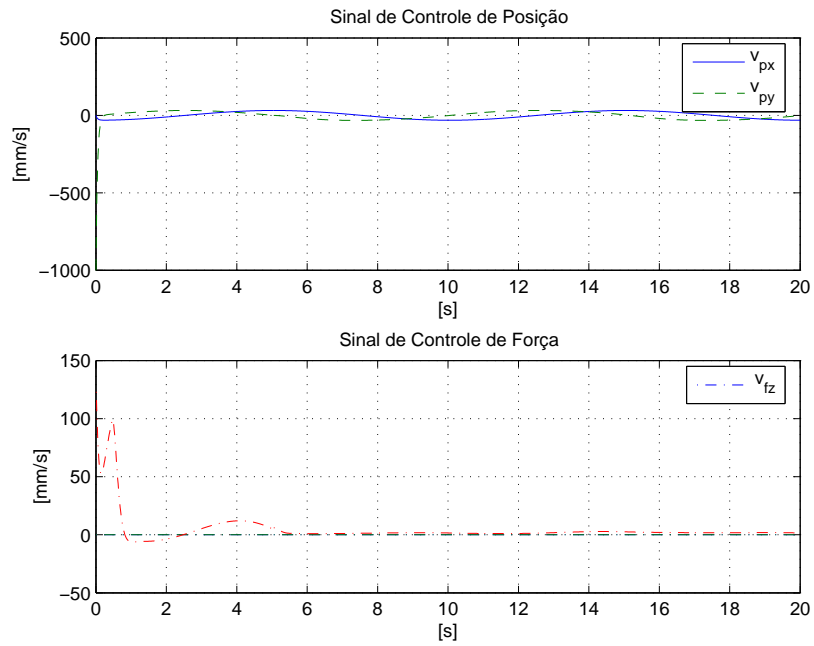 Sinal de Controle de Posição
500
0
−500
−1000
[mm/s]
v_px
v_py
0 2 4 6 8 10 12 14 16 18 20
[s]
Sinal de Controle de Força
150
100
50
0
−50
[mm/s]
v_fz
0 2 4 6 8 10 12 14 16 18 20
[s]